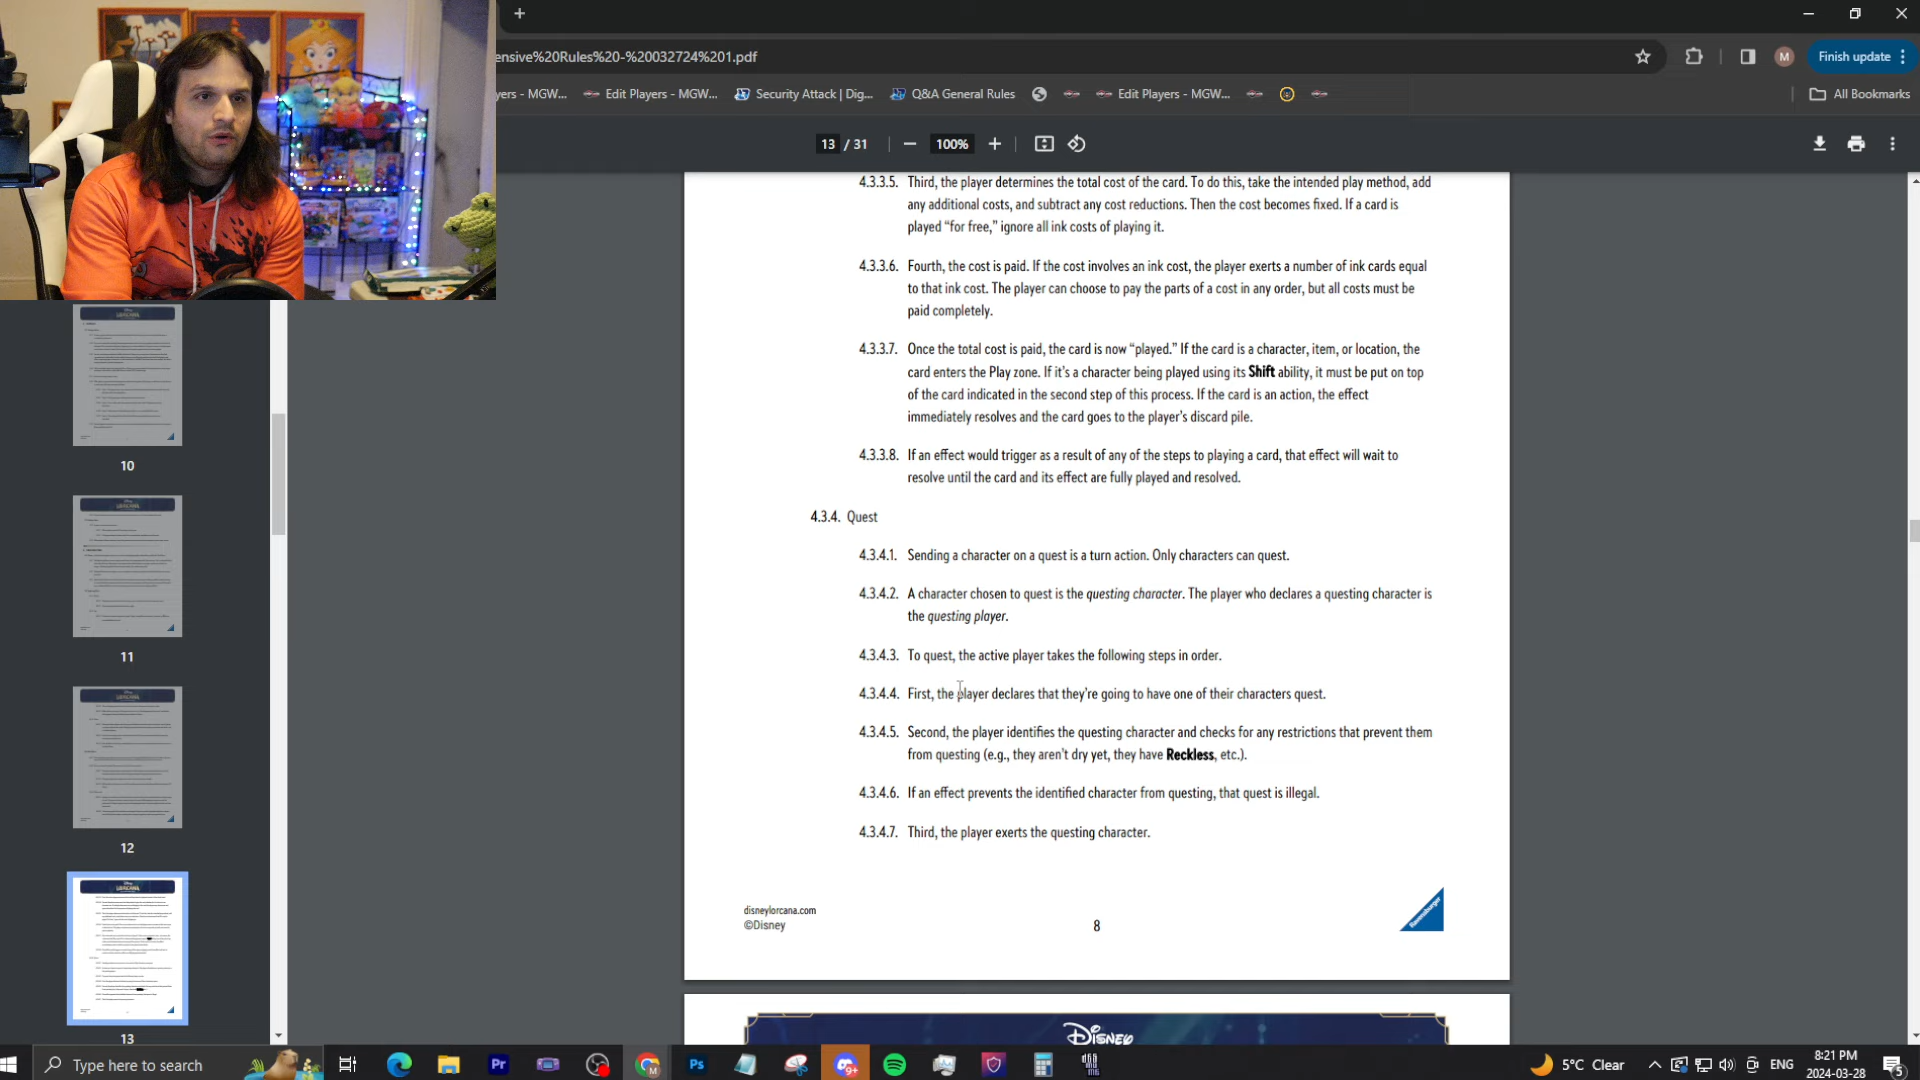 ensive%20Rules%20-%20032724%201.pdf
Finish update
M
yers - MGW...
Edit Players - MGW...
Security Attack | Dig...
Q&A General Rules
Edit Players - MGW...
All Bookmarks
13 / 31
100%
4.3.3.5. Third, the player determines the total cost of the card. To do this, take the intended play method, add
any additional costs, and subtract any cost reductions. Then the cost becomes fixed. If a card is
played “for free,” ignore all ink costs of playing it.
4.3.3.6. Fourth, the cost is paid. If the cost involves an ink cost, the player exerts a number of ink cards equal
to that ink cost. The player can choose to pay the parts of a cost in any order, but all costs must be
paid completely.
4.3.3.7. Once the total cost is paid, the card is now “played.” If the card is a character, item, or location, the
card enters the Play zone. If it’s a character being played using its Shift ability, it must be put on top
of the card indicated in the second step of this process. If the card is an action, the effect
immediately resolves and the card goes to the player’s discard pile.
4.3.3.8. If an effect would trigger as a result of any of the steps to playing a card, that effect will wait to
resolve until the card and its effect are fully played and resolved.
4.3.4. Quest
4.3.4.1. Sending a character on a quest is a turn action. Only characters can quest.
4.3.4.2. A character chosen to quest is the questing character. The player who declares a questing character is
the questing player.
4.3.4.3. To quest, the active player takes the following steps in order.
4.3.4.4. First, the player declares that they’re going to have one of their characters quest.
4.3.4.5. Second, the player identifies the questing character and checks for any restrictions that prevent them
from questing (e.g., they aren’t dry yet, they have Reckless, etc.).
4.3.4.6. If an effect prevents the identified character from questing, that quest is illegal.
4.3.4.7. Third, the player exerts the questing character.
disneylorcana.com
©Disney
8
Ravensburger
Disney
10
11
12
13
Type here to search
Pr
Ps
9+
5°C Clear
ENG
8:21 PM
2024-03-28
5